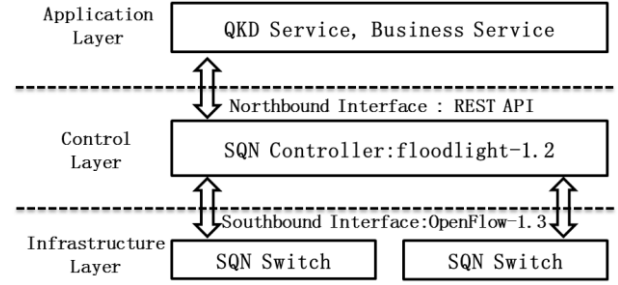 Application
Layer
QKD Service, Business Service
Northbound Interface : REST API
Control
Layer
SQN Controller:floodlight-1.2
Southbound Interface:OpenFlow-1.3
Infrastructure
Layer
SQN Switch
SQN Switch